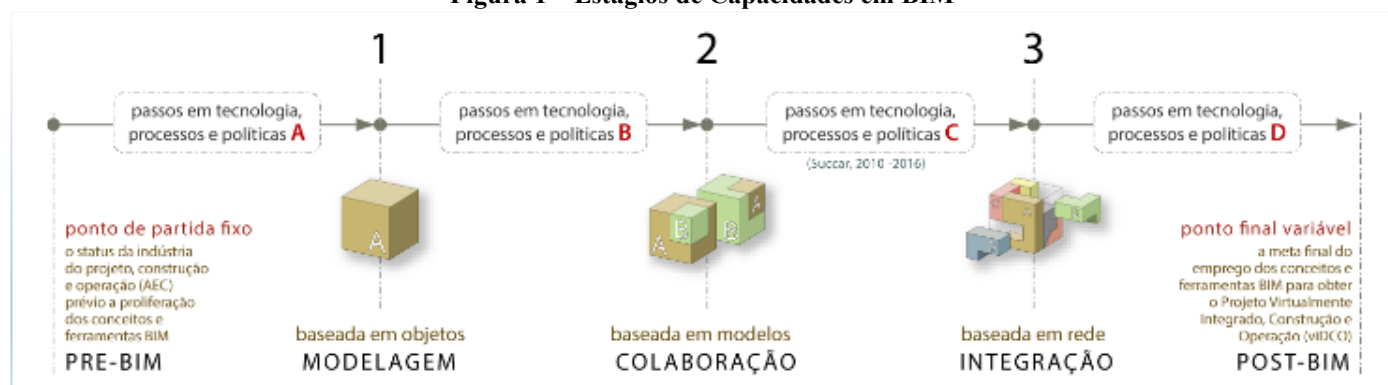 Figura 1 – Estágios de Capacidades em BIM
1
2
3
passos em tecnologia,
processos e políticas A
passos em tecnologia,
processos e políticas B
passos em tecnologia,
processos e políticas C
passos em tecnologia,
processos e políticas D
(Succar, 2010 -2016)
ponto de partida fixo
o status da indústria
do projeto, construção
e operação (AEC)
prévio a proliferação
dos conceitos e
ferramentas BIM
PRE-BIM
A
baseada em objetos
MODELAGEM
A
B
A
B
baseada em modelos
COLABORAÇÃO
A
baseada em rede
INTEGRAÇÃO
ponto final variável
a meta final do
emprego dos conceitos e
ferramentas BIM para obter
o Projeto Virtualmente
Integrado, Construção e
Operação (viDCO)
POST-BIM